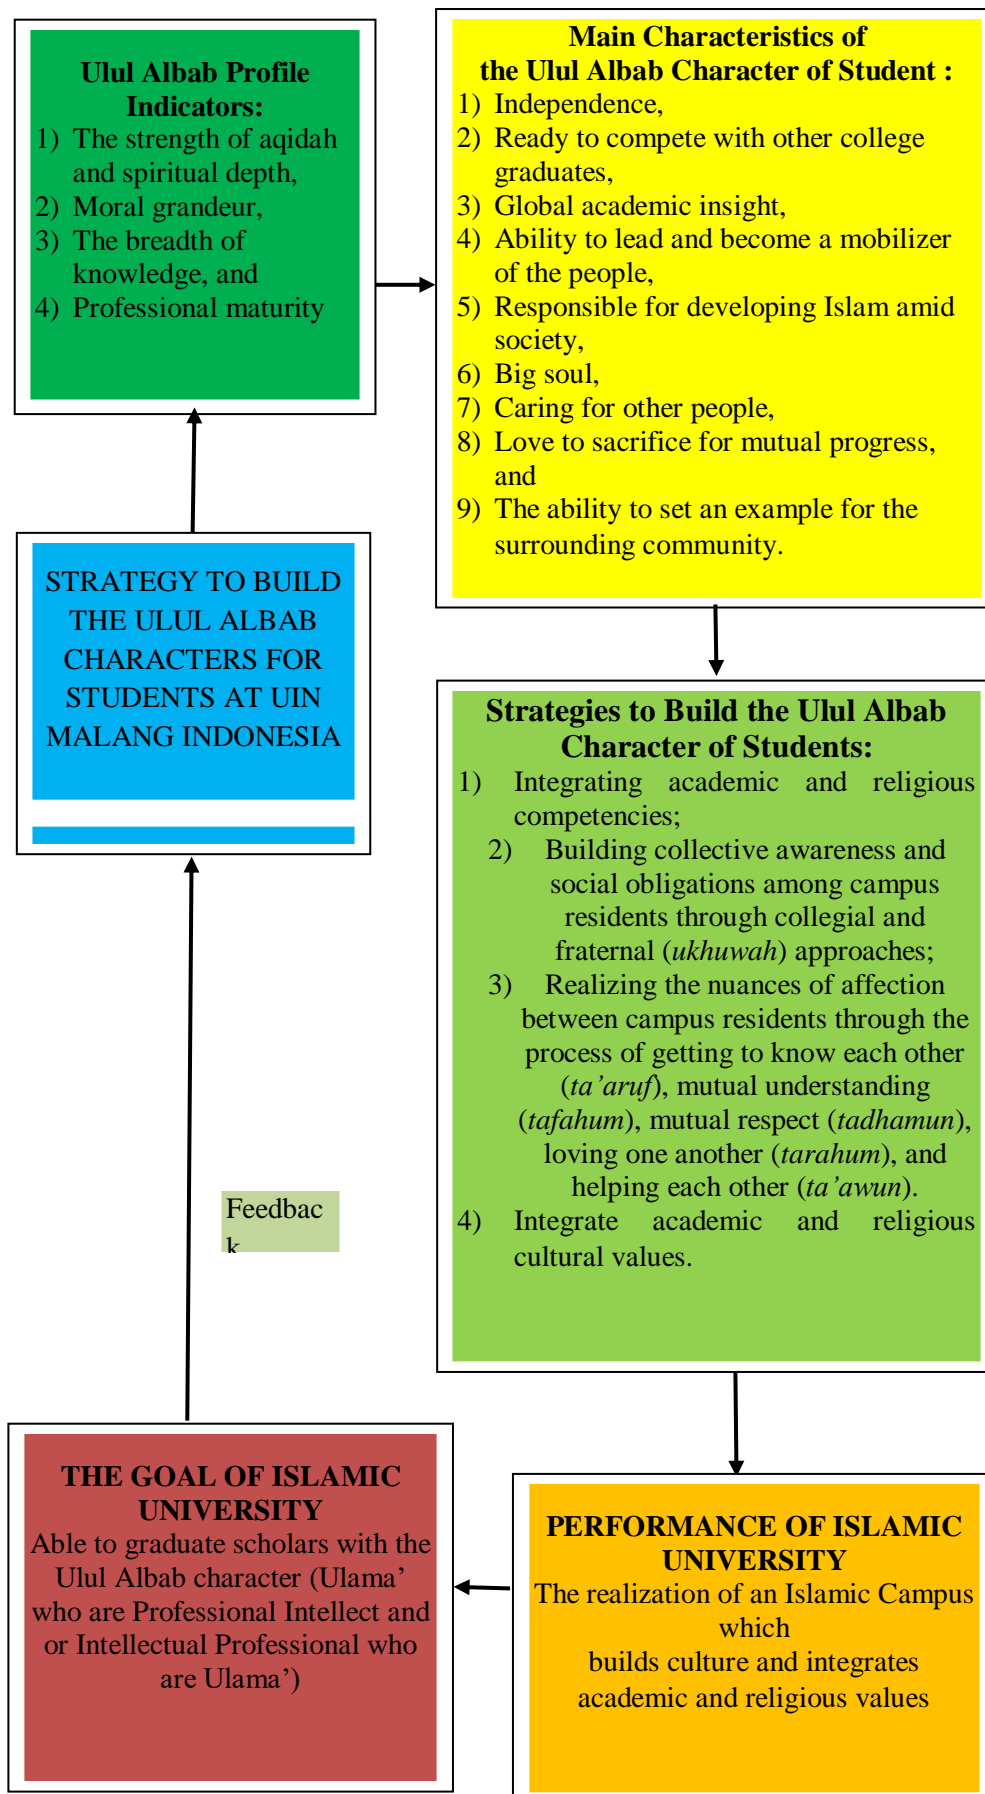 Ulul Albab Profile
Indicators:
1) The strength of aqidah
and spiritual depth,
2) Moral grandeur,
3) The breadth of
knowledge, and
4) Professional maturity
Main Characteristics of
the Ulul Albab Character of Student :
1) Independence,
2) Ready to compete with other college
graduates,
3) Global academic insight,
4) Ability to lead and become a mobilizer
of the people,
5) Responsible for developing Islam amid
society,
6) Big soul,
7) Caring for other people,
8) Love to sacrifice for mutual progress,
and
9) The ability to set an example for the
surrounding community.
STRATEGY TO BUILD
THE ULUL ALBAB
CHARACTERS FOR
STUDENTS AT UIN
MALANG INDONESIA
Strategies to Build the Ulul Albab
Character of Students:
1) Integrating academic and religious
competencies;
2) Building collective awareness and
social obligations among campus
residents through collegial and
fraternal (ukhuwah) approaches;
3) Realizing the nuances of affection
between campus residents through the
process of getting to know each other
(ta’aruf), mutual understanding
(tafahum), mutual respect (tadhamun),
loving one another (tarahum), and
helping each other (ta’awun).
4) Integrate academic and religious
cultural values.
Feedbac
k
THE GOAL OF ISLAMIC
UNIVERSITY
Able to graduate scholars with the
Ulul Albab character (Ulama’
who are Professional Intellect and
or Intellectual Professional who
are Ulama’)
PERFORMANCE OF ISLAMIC
UNIVERSITY
The realization of an Islamic Campus
which
builds culture and integrates
academic and religious values